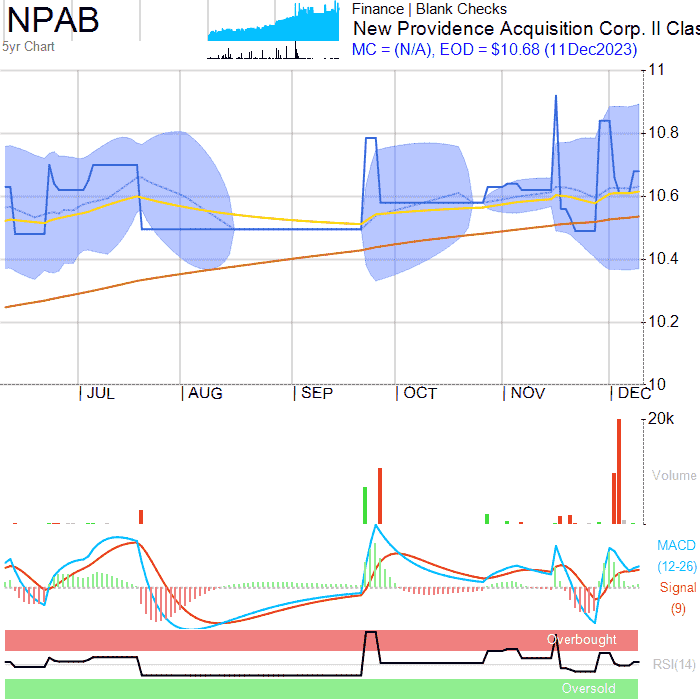 NPAB
5yr Chart
Finance | Blank Checks
New Providence Acquisition Corp. II Clas
MC = (N/A), EOD = $10.68 (11Dec2023)
11
10.8
10.6
10.4
10.2
10
| JUL
| AUG
| SEP
| OCT
| NOV
| DEC
20k
Volume
MACD
(12-26)
Signal
(9)
Overbought
RSI(14)
Oversold